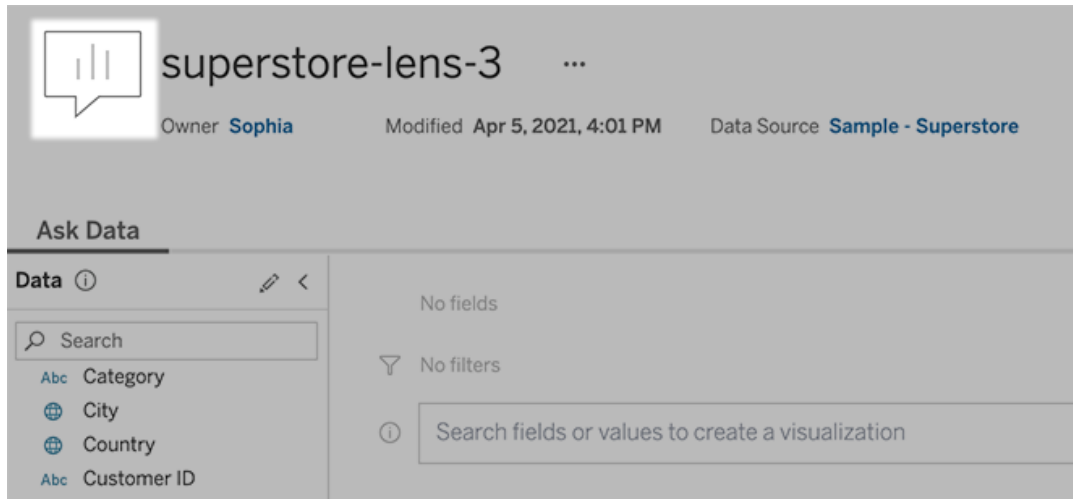 superstore-lens-3 ...
Owner Sophia Modified Apr 5, 2021, 4:01 PM Data Source Sample - Superstore
Ask Data
Data
Search
Abc Category
City
Country
Abc Customer ID
No fields
No filters
Search fields or values to create a visualization